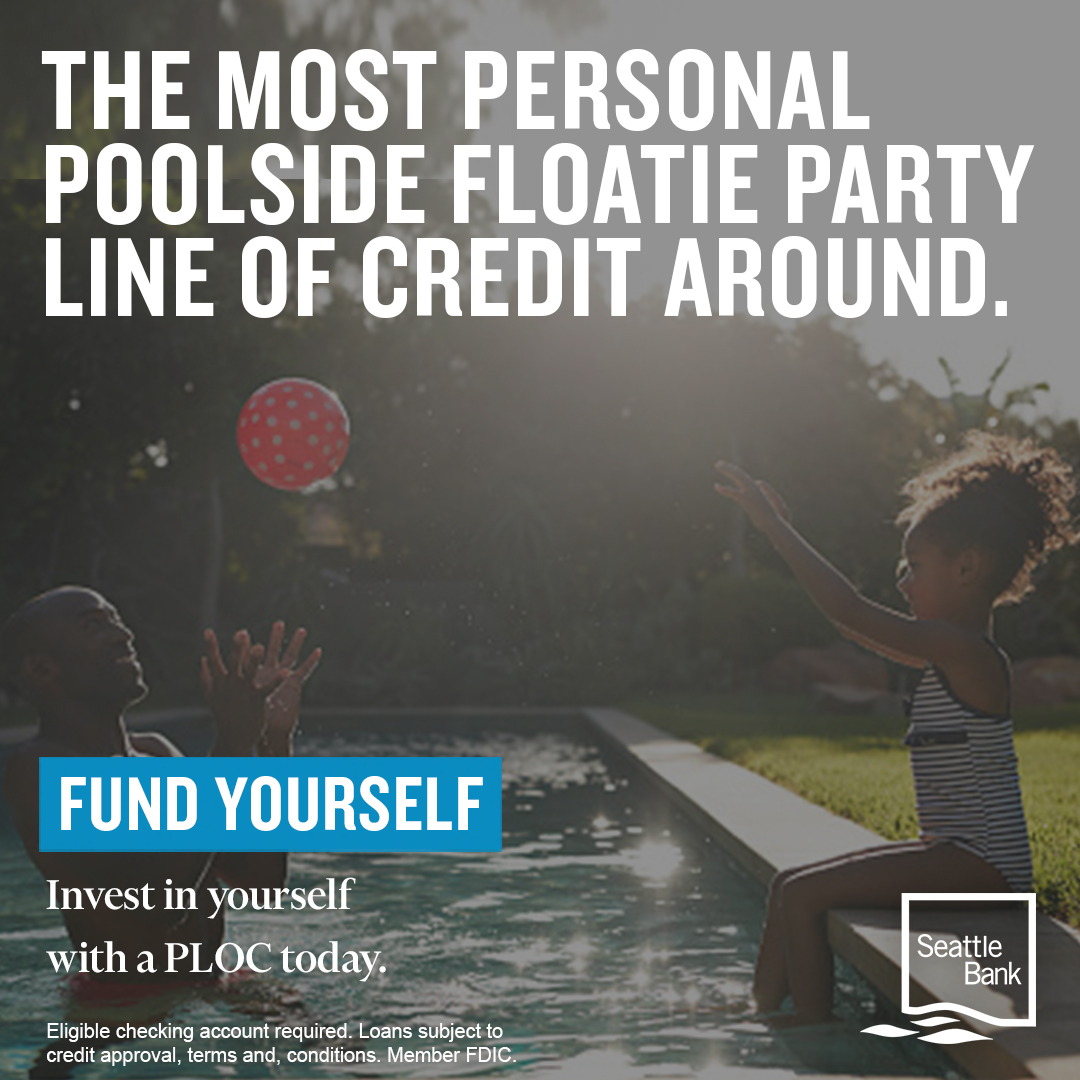 THE MOST PERSONAL
POOLSIDE FLOATIE PARTY
LINE OF CREDIT AROUND.
FUND YOURSELF
Invest in yourself
with a PLOC today.
Seattle
Bank
Eligible checking account required. Loans subject to
credit approval, terms and, conditions. Member FDIC.